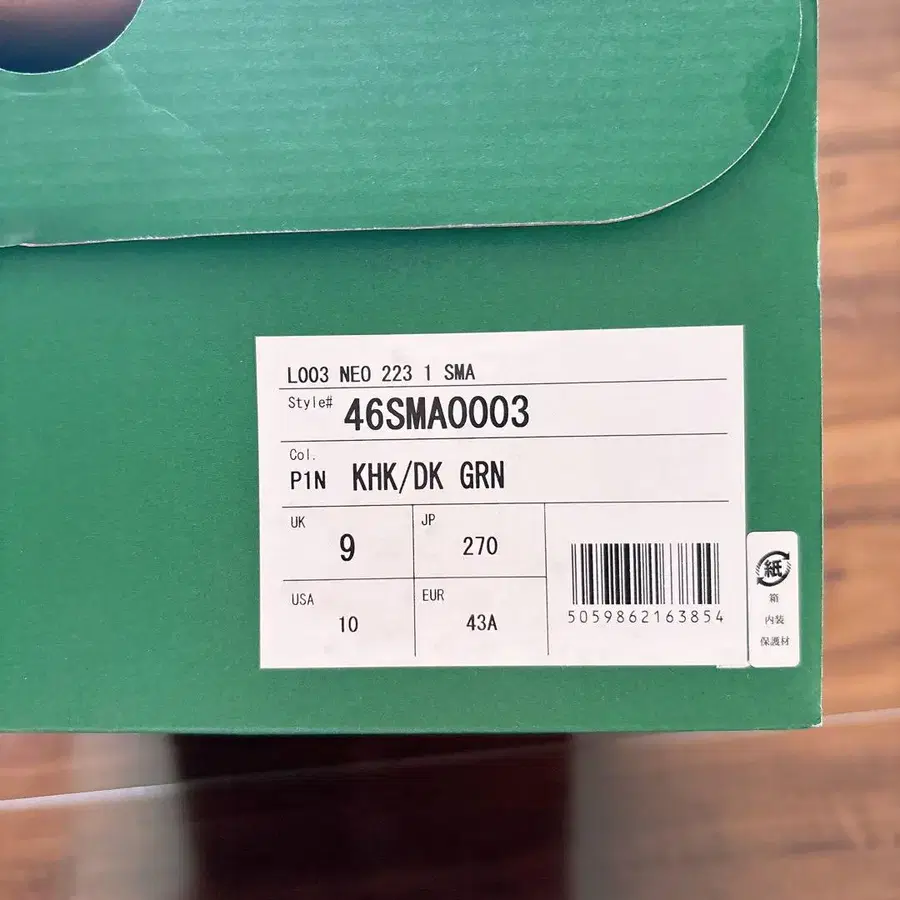 L003 NEO 223 1 SMA
Style# 46SMA0003
Col.
P1N KHK/DK GRN
UK JP
9 270
USA EUR
10 43A
5059862163854
紙
箱
内装
保護材